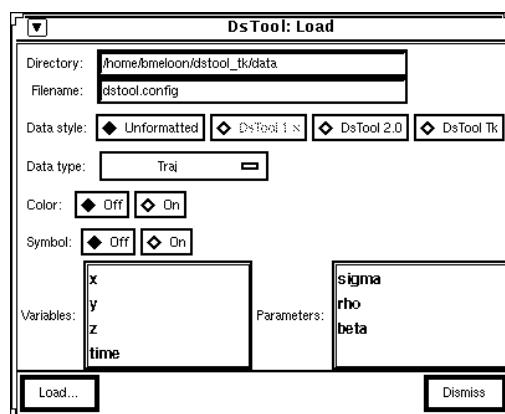 DsTool: Load
Directory: /home/bmeloon/dstool_tk/data
Filename: dstool.config
Data style: Unformatted DsTool 1.x DsTool 2.0 DsTool Tk
Data type: Traj
Color: Off On
Symbol: Off On
Variables: x y z time
Parameters: sigma rho beta
Load... Dismiss